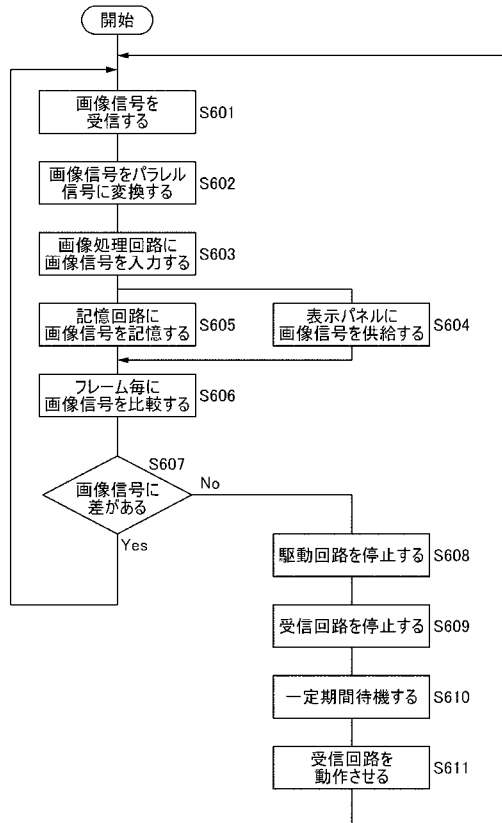 開始
画像信号を
受信する
S601
画像信号をパラレル
信号に変換する
S602
画像処理回路に
画像信号を入力する
S603
記憶回路に
画像信号を記憶する
S605
表示パネルに
画像信号を供給する
S604
フレーム毎に
画像信号を比較する
S606
S607
画像信号に
差がある
No
Yes
駆動回路を停止する
S608
受信回路を停止する
S609
一定期間待機する
S610
受信回路を
動作させる
S611